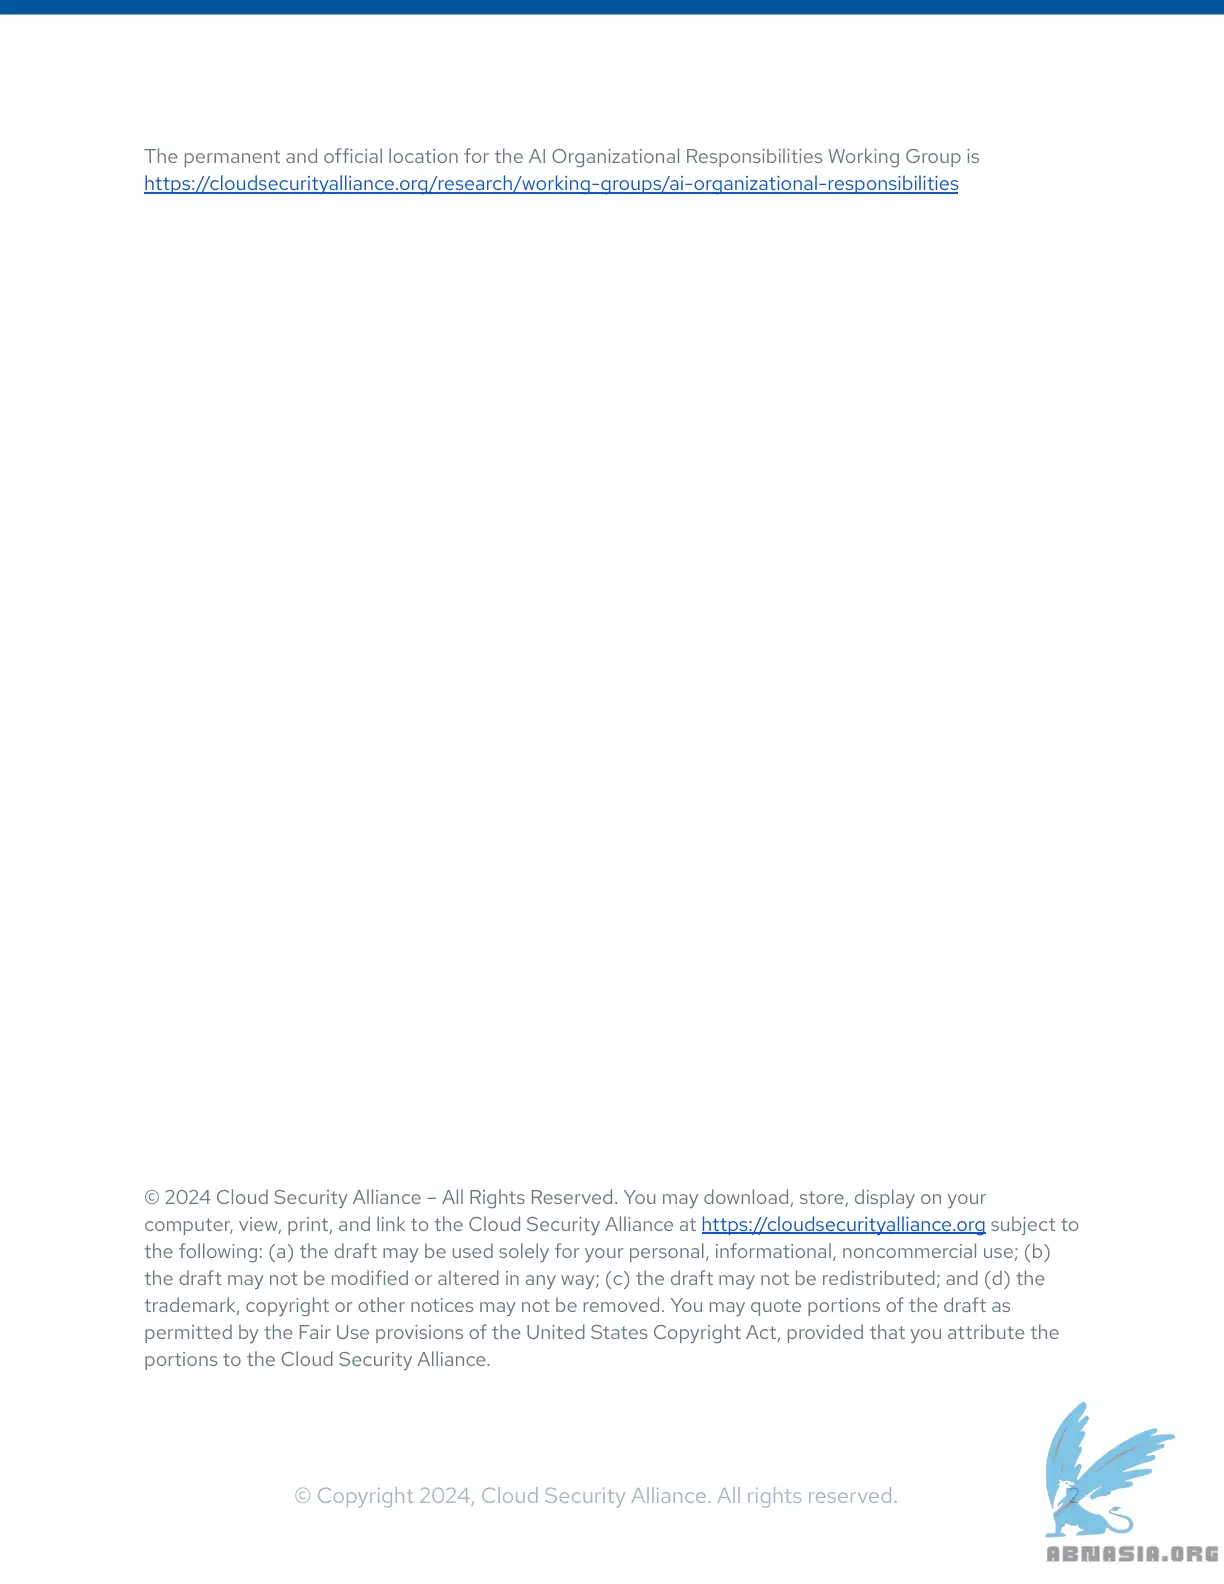 The permanent and official location for the AI Organizational Responsibilities Working Group is
https://cloudsecurityalliance.org/research/working-groups/ai-organizational-responsibilities
© 2024 Cloud Security Alliance – All Rights Reserved. You may download, store, display on your
computer, view, print, and link to the Cloud Security Alliance at https://cloudsecurityalliance.org subject to
the following: (a) the draft may be used solely for your personal, informational, noncommercial use; (b)
the draft may not be modified or altered in any way; (c) the draft may not be redistributed; and (d) the
trademark, copyright or other notices may not be removed. You may quote portions of the draft as
permitted by the Fair Use provisions of the United States Copyright Act, provided that you attribute the
portions to the Cloud Security Alliance.
© Copyright 2024, Cloud Security Alliance. All rights reserved.
2
ABNASIA.ORG